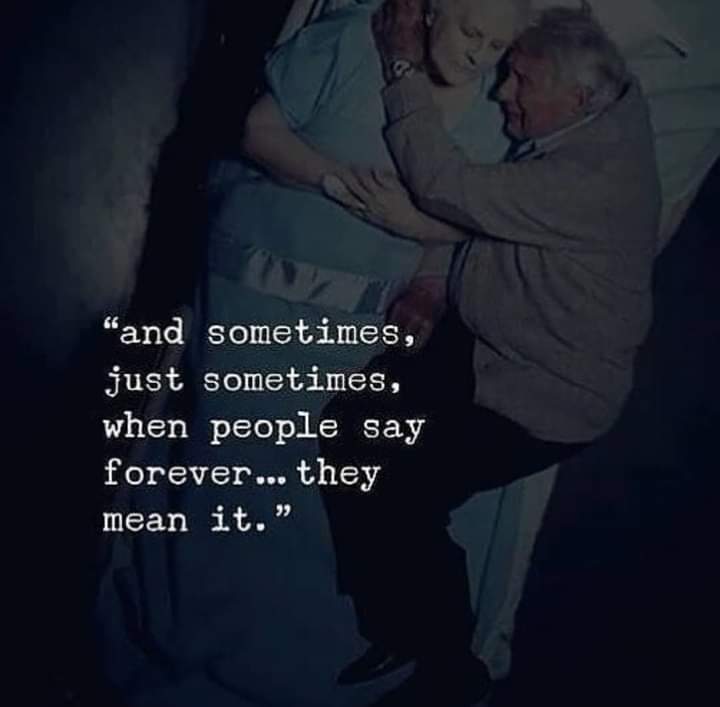 “and sometimes,
just sometimes,
when people say
forever... they
mean it.”